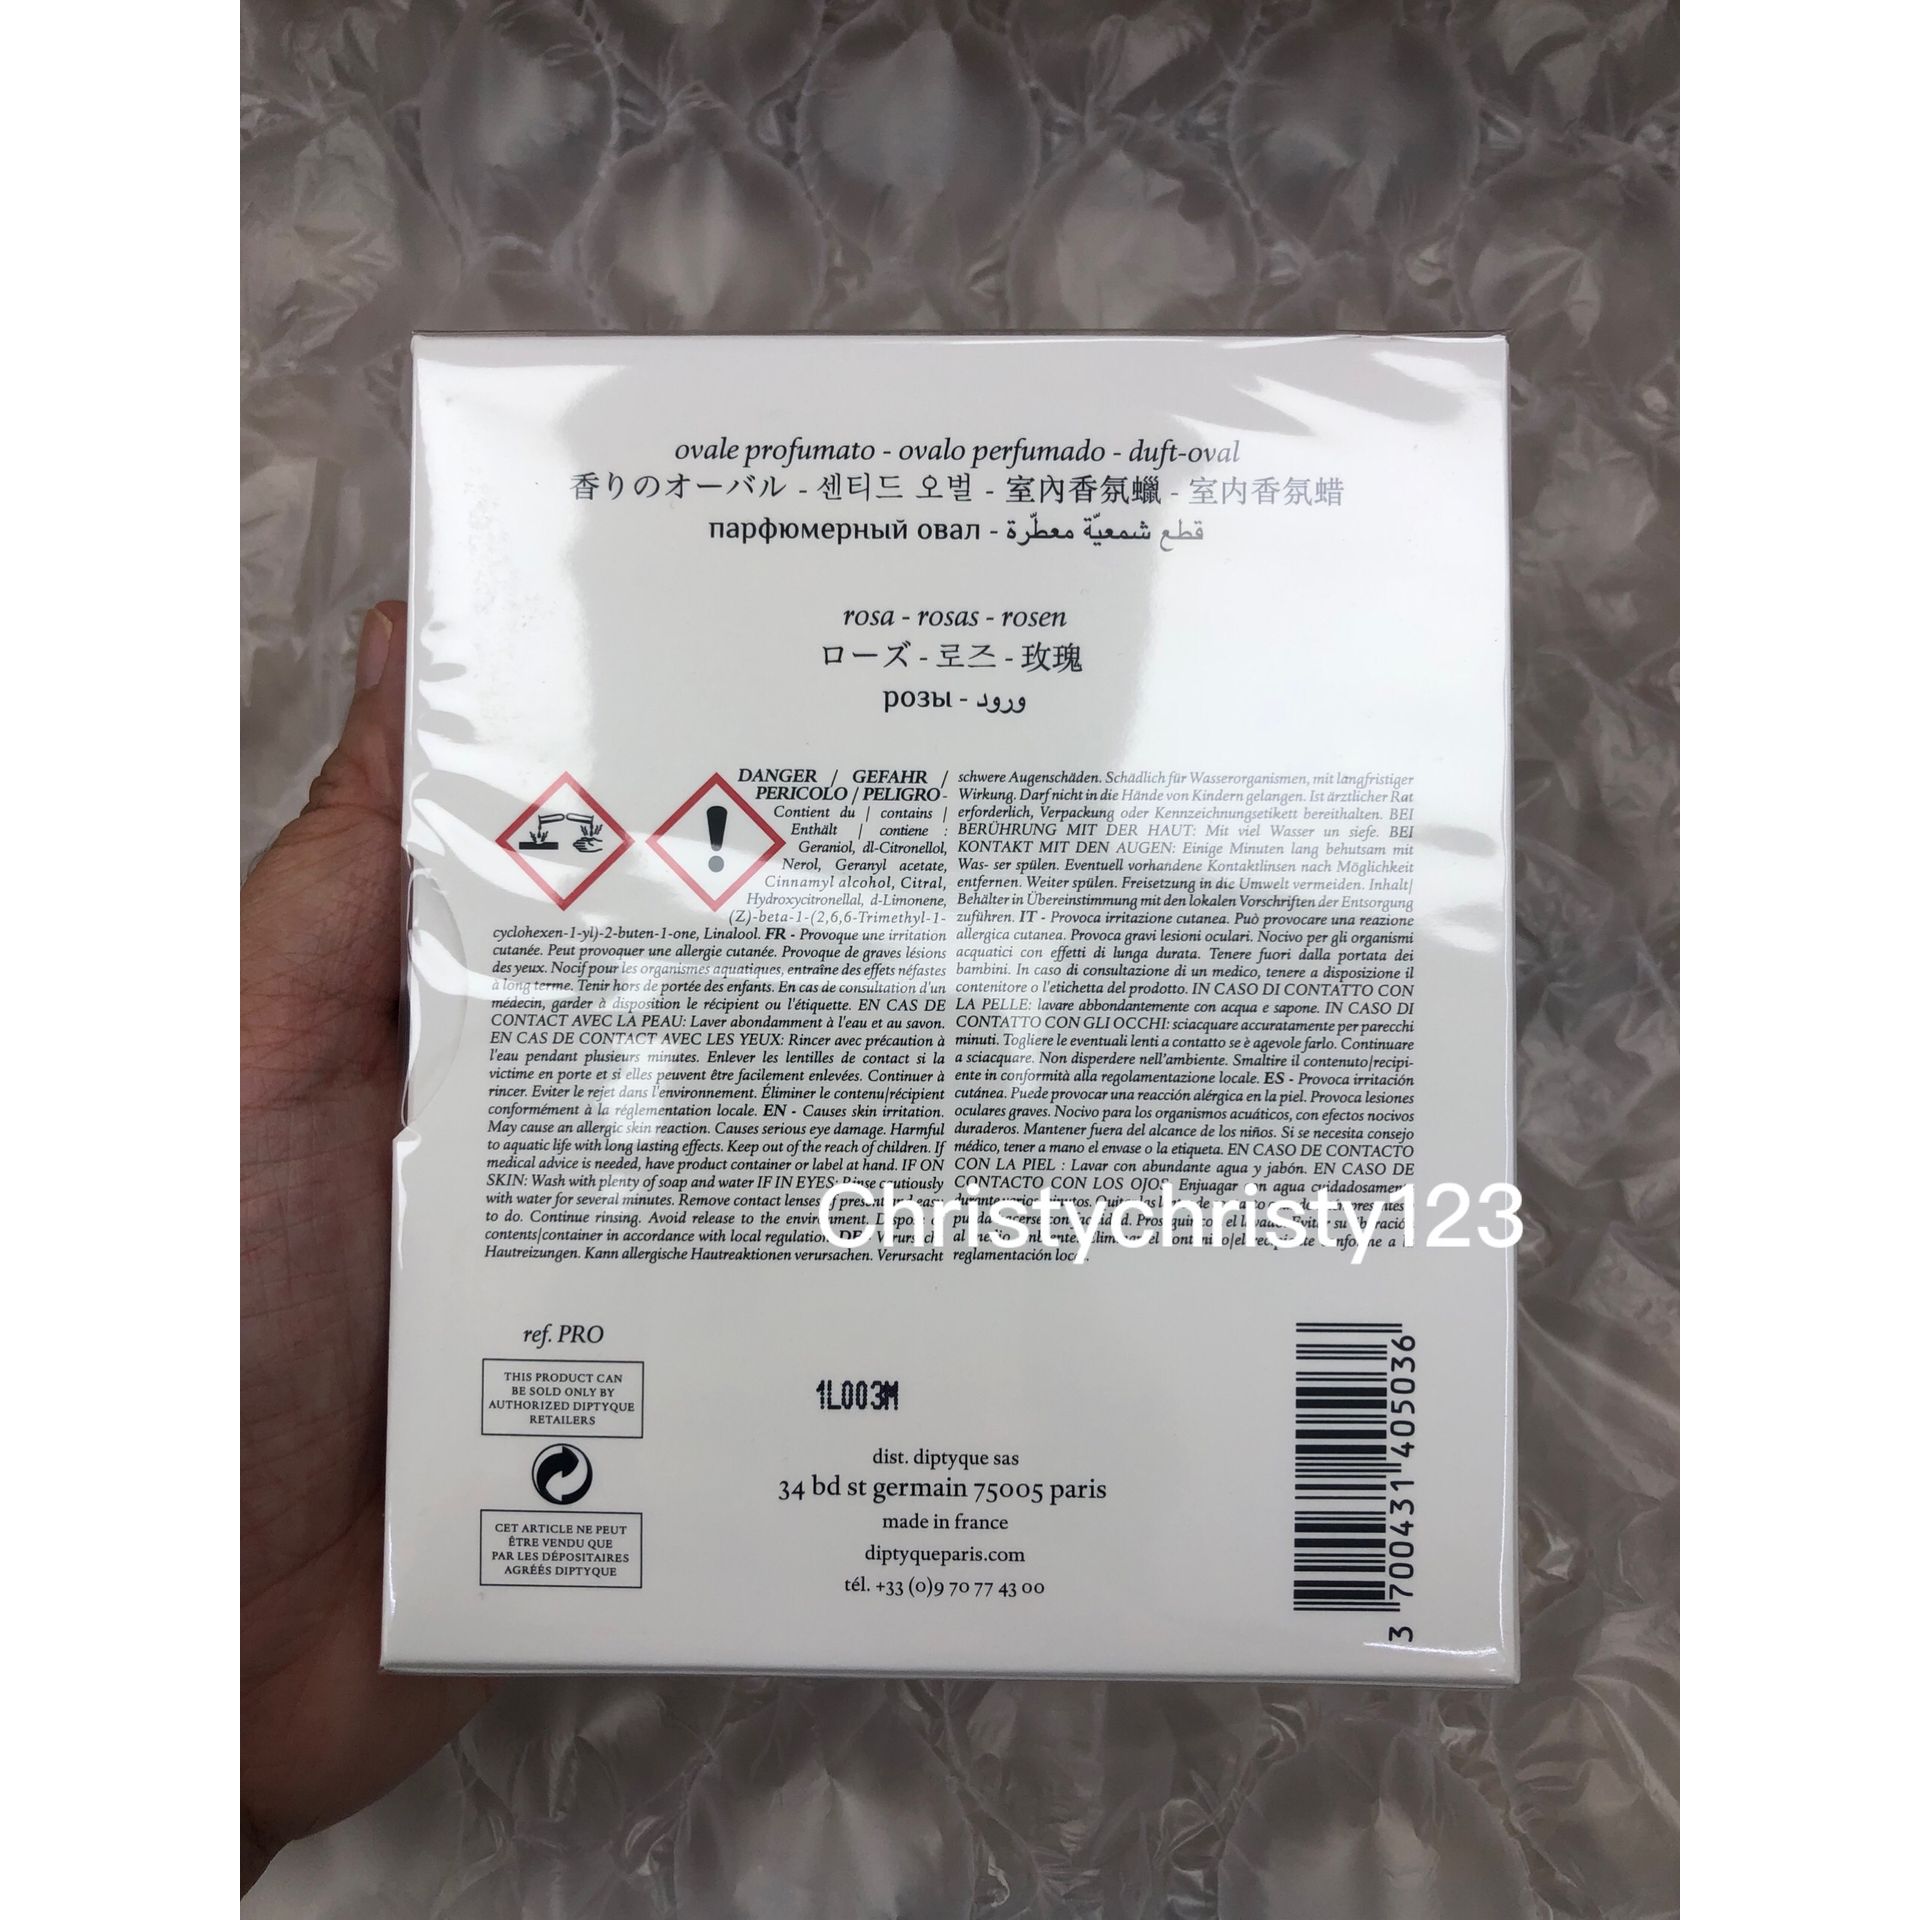 ovale profumato - ovalo perfumado - duft-oval
香りのオーバル - 센티드 오벌 - 室內香氛蠟 - 室内香氛蜡
парфюмерный овал - قطع شمعيّة معطّرة
rosa - rosas - rosen
ローズ - 로즈 - 玫瑰
розы - ورود
DANGER / GEFAHR /
PERICOLO / PELIGRO -
Contient du | contains |
Enthält | contiene :
Geraniol, dl-Citronellol,
Nerol, Geranyl acetate,
Cinnamyl alcohol, Citral,
Hydroxycitronellal, d-Limonene,
(Z)-beta-1-(2,6,6-Trimethyl-1-
cyclohexen-1-yl)-2-buten-1-one, Linalool. FR - Provoque une irritation
cutanée. Peut provoquer une allergie cutanée. Provoque de graves lésions
des yeux. Nocif pour les organismes aquatiques, entraîne des effets néfastes
à long terme. Tenir hors de portée des enfants. En cas de consultation d'un
médecin, garder à disposition le récipient ou l'étiquette. EN CAS DE
CONTACT AVEC LA PEAU: Laver abondamment à l'eau et au savon.
EN CAS DE CONTACT AVEC LES YEUX: Rincer avec précaution à
l'eau pendant plusieurs minutes. Enlever les lentilles de contact si la
victime en porte et si elles peuvent être facilement enlevées. Continuer à
rincer. Eviter le rejet dans l'environnement. Éliminer le contenu/récipient
conformément à la réglementation locale. EN - Causes skin irritation.
May cause an allergic skin reaction. Causes serious eye damage. Harmful
to aquatic life with long lasting effects. Keep out of the reach of children. If
medical advice is needed, have product container or label at hand. IF ON
SKIN: Wash with plenty of soap and water IF IN EYES: Rinse cautiously
with water for several minutes. Remove contact lenses if present and easy
to do. Continue rinsing. Avoid release to the environment. Dispose
contents/container in accordance with local regulation. DE - Verursacht
Hautreizungen. Kann allergische Hautreaktionen verursachen. Verursacht
schwere Augenschäden. Schädlich für Wasserorganismen, mit langfristiger
Wirkung. Darf nicht in die Hände von Kindern gelangen. Ist ärztlicher Rat
erforderlich, Verpackung oder Kennzeichnungsetikett bereithalten. BEI
BERÜHRUNG MIT DER HAUT: Mit viel Wasser un siefe. BEI
KONTAKT MIT DEN AUGEN: Einige Minuten lang behutsam mit
Was- ser spülen. Eventuell vorhandene Kontaktlinsen nach Möglichkeit
entfernen. Weiter spülen. Freisetzung in die Umwelt vermeiden. Inhalt/
Behälter in Übereinstimmung mit den lokalen Vorschriften der Entsorgung
zuführen. IT - Provoca irritazione cutanea. Può provocare una reazione
allergica cutanea. Provoca gravi lesioni oculari. Nocivo per gli organismi
acquatici con effetti di lunga durata. Tenere fuori dalla portata dei
bambini. In caso di consultazione di un medico, tenere a disposizione il
contenitore o l'etichetta del prodotto. IN CASO DI CONTATTO CON
LA PELLE: lavare abbondantemente con acqua e sapone. IN CASO DI
CONTATTO CON GLI OCCHI: sciacquare accuratamente per parecchi
minuti. Togliere le eventuali lenti a contatto se è agevole farlo. Continuare
a sciacquare. Non disperdere nell'ambiente. Smaltire il contenuto/recipi-
ente in conformità alla regolamentazione locale. ES - Provoca irritación
cutánea. Puede provocar una reacción alérgica en la piel. Provoca lesiones
oculares graves. Nocivo para los organismos acuáticos, con efectos nocivos
duraderos. Mantener fuera del alcance de los niños. Si se necesita consejo
médico, tener a mano el envase o la etiqueta. EN CASO DE CONTACTO
CON LA PIEL : Lavar con abundante agua y jabón. EN CASO DE
CONTACTO CON LOS OJOS: Enjuagar con agua cuidadosamente
durante varios minutos.
el lavado. Evitar su liberación
al medio ambiente. Eliminar el contenido/el recipiente conforme a la
reglamentación local.
Christychristy123
ref. PRO
THIS PRODUCT CAN
BE SOLD ONLY BY
AUTHORIZED DIPTYQUE
RETAILERS
CET ARTICLE NE PEUT
ÊTRE VENDU QUE
PAR LES DÉPOSITAIRES
AGRÉÉS DIPTYQUE
1L003M
dist. diptyque sas
34 bd st germain 75005 paris
made in france
diptyqueparis.com
tél. +33 (0)9 70 77 43 00
3 700431 405036